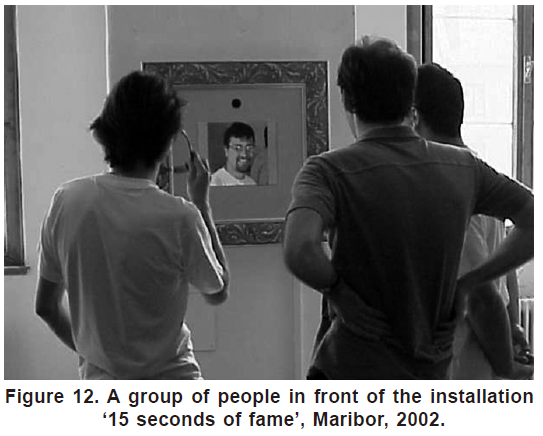 Figure 12. A group of people in front of the installation
‘15 seconds of fame’, Maribor, 2002.